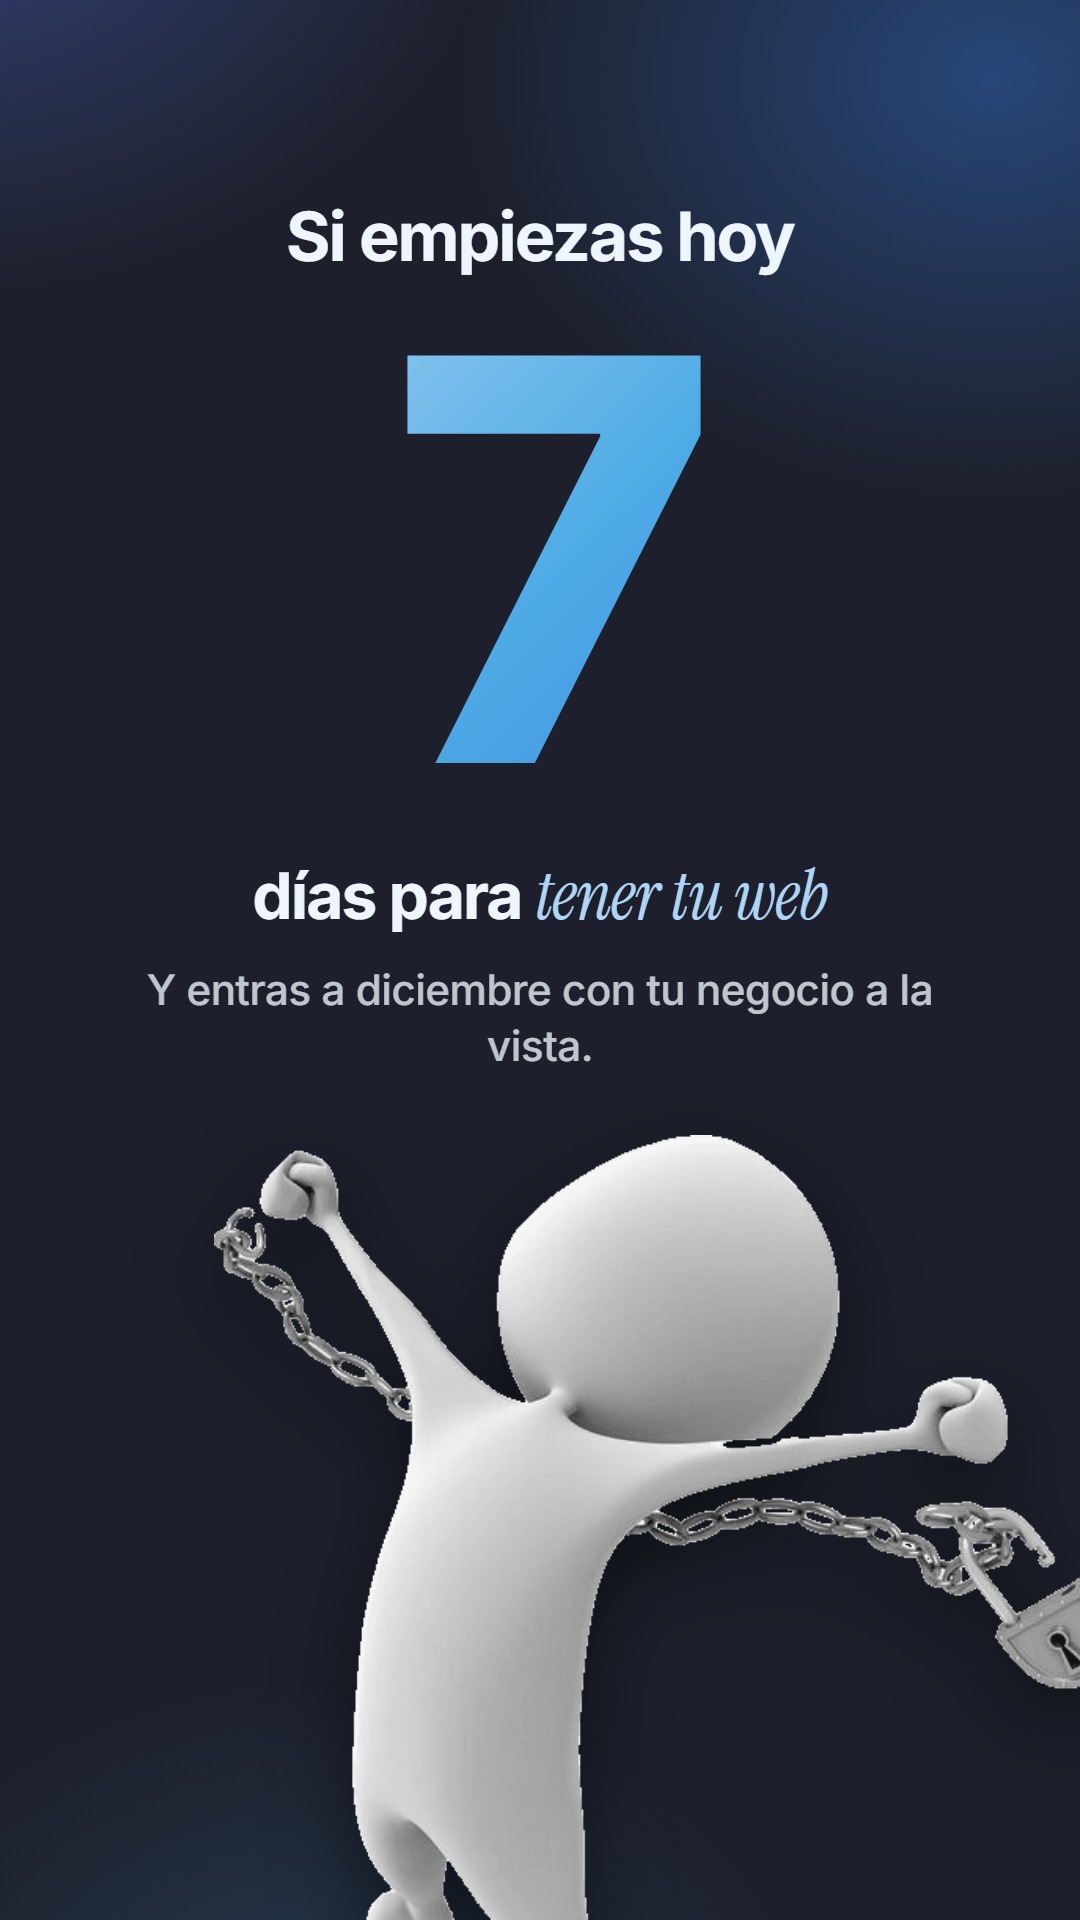 Si empiezas hoy
7
días para tener tu web
Y entras a diciembre con tu negocio a la
vista.